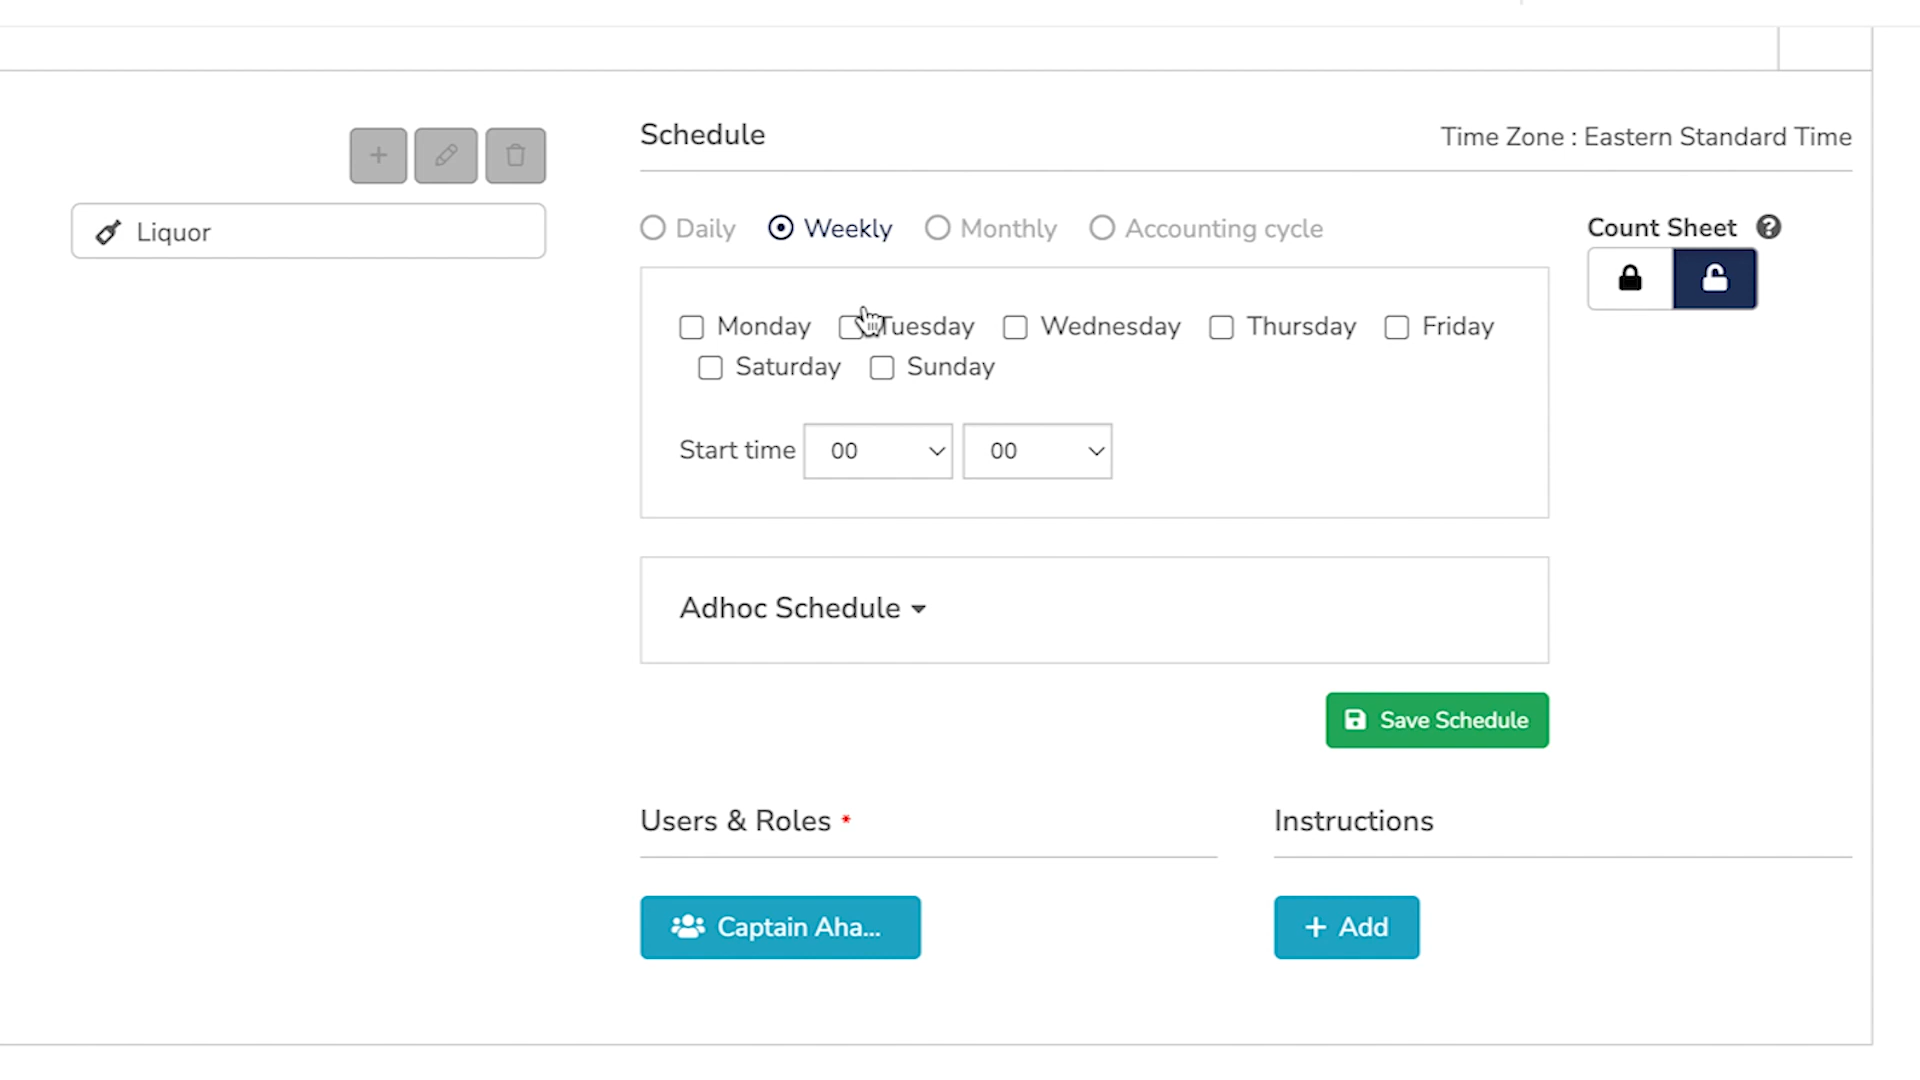 Schedule
Time Zone : Eastern Standard Time
Liquor
Daily Weekly Monthly Accounting cycle
Count Sheet
Monday Tuesday Wednesday Thursday Friday
Saturday Sunday
Start time 00 00
Adhoc Schedule
Save Schedule
Users & Roles *
Instructions
Captain Aha...
+ Add